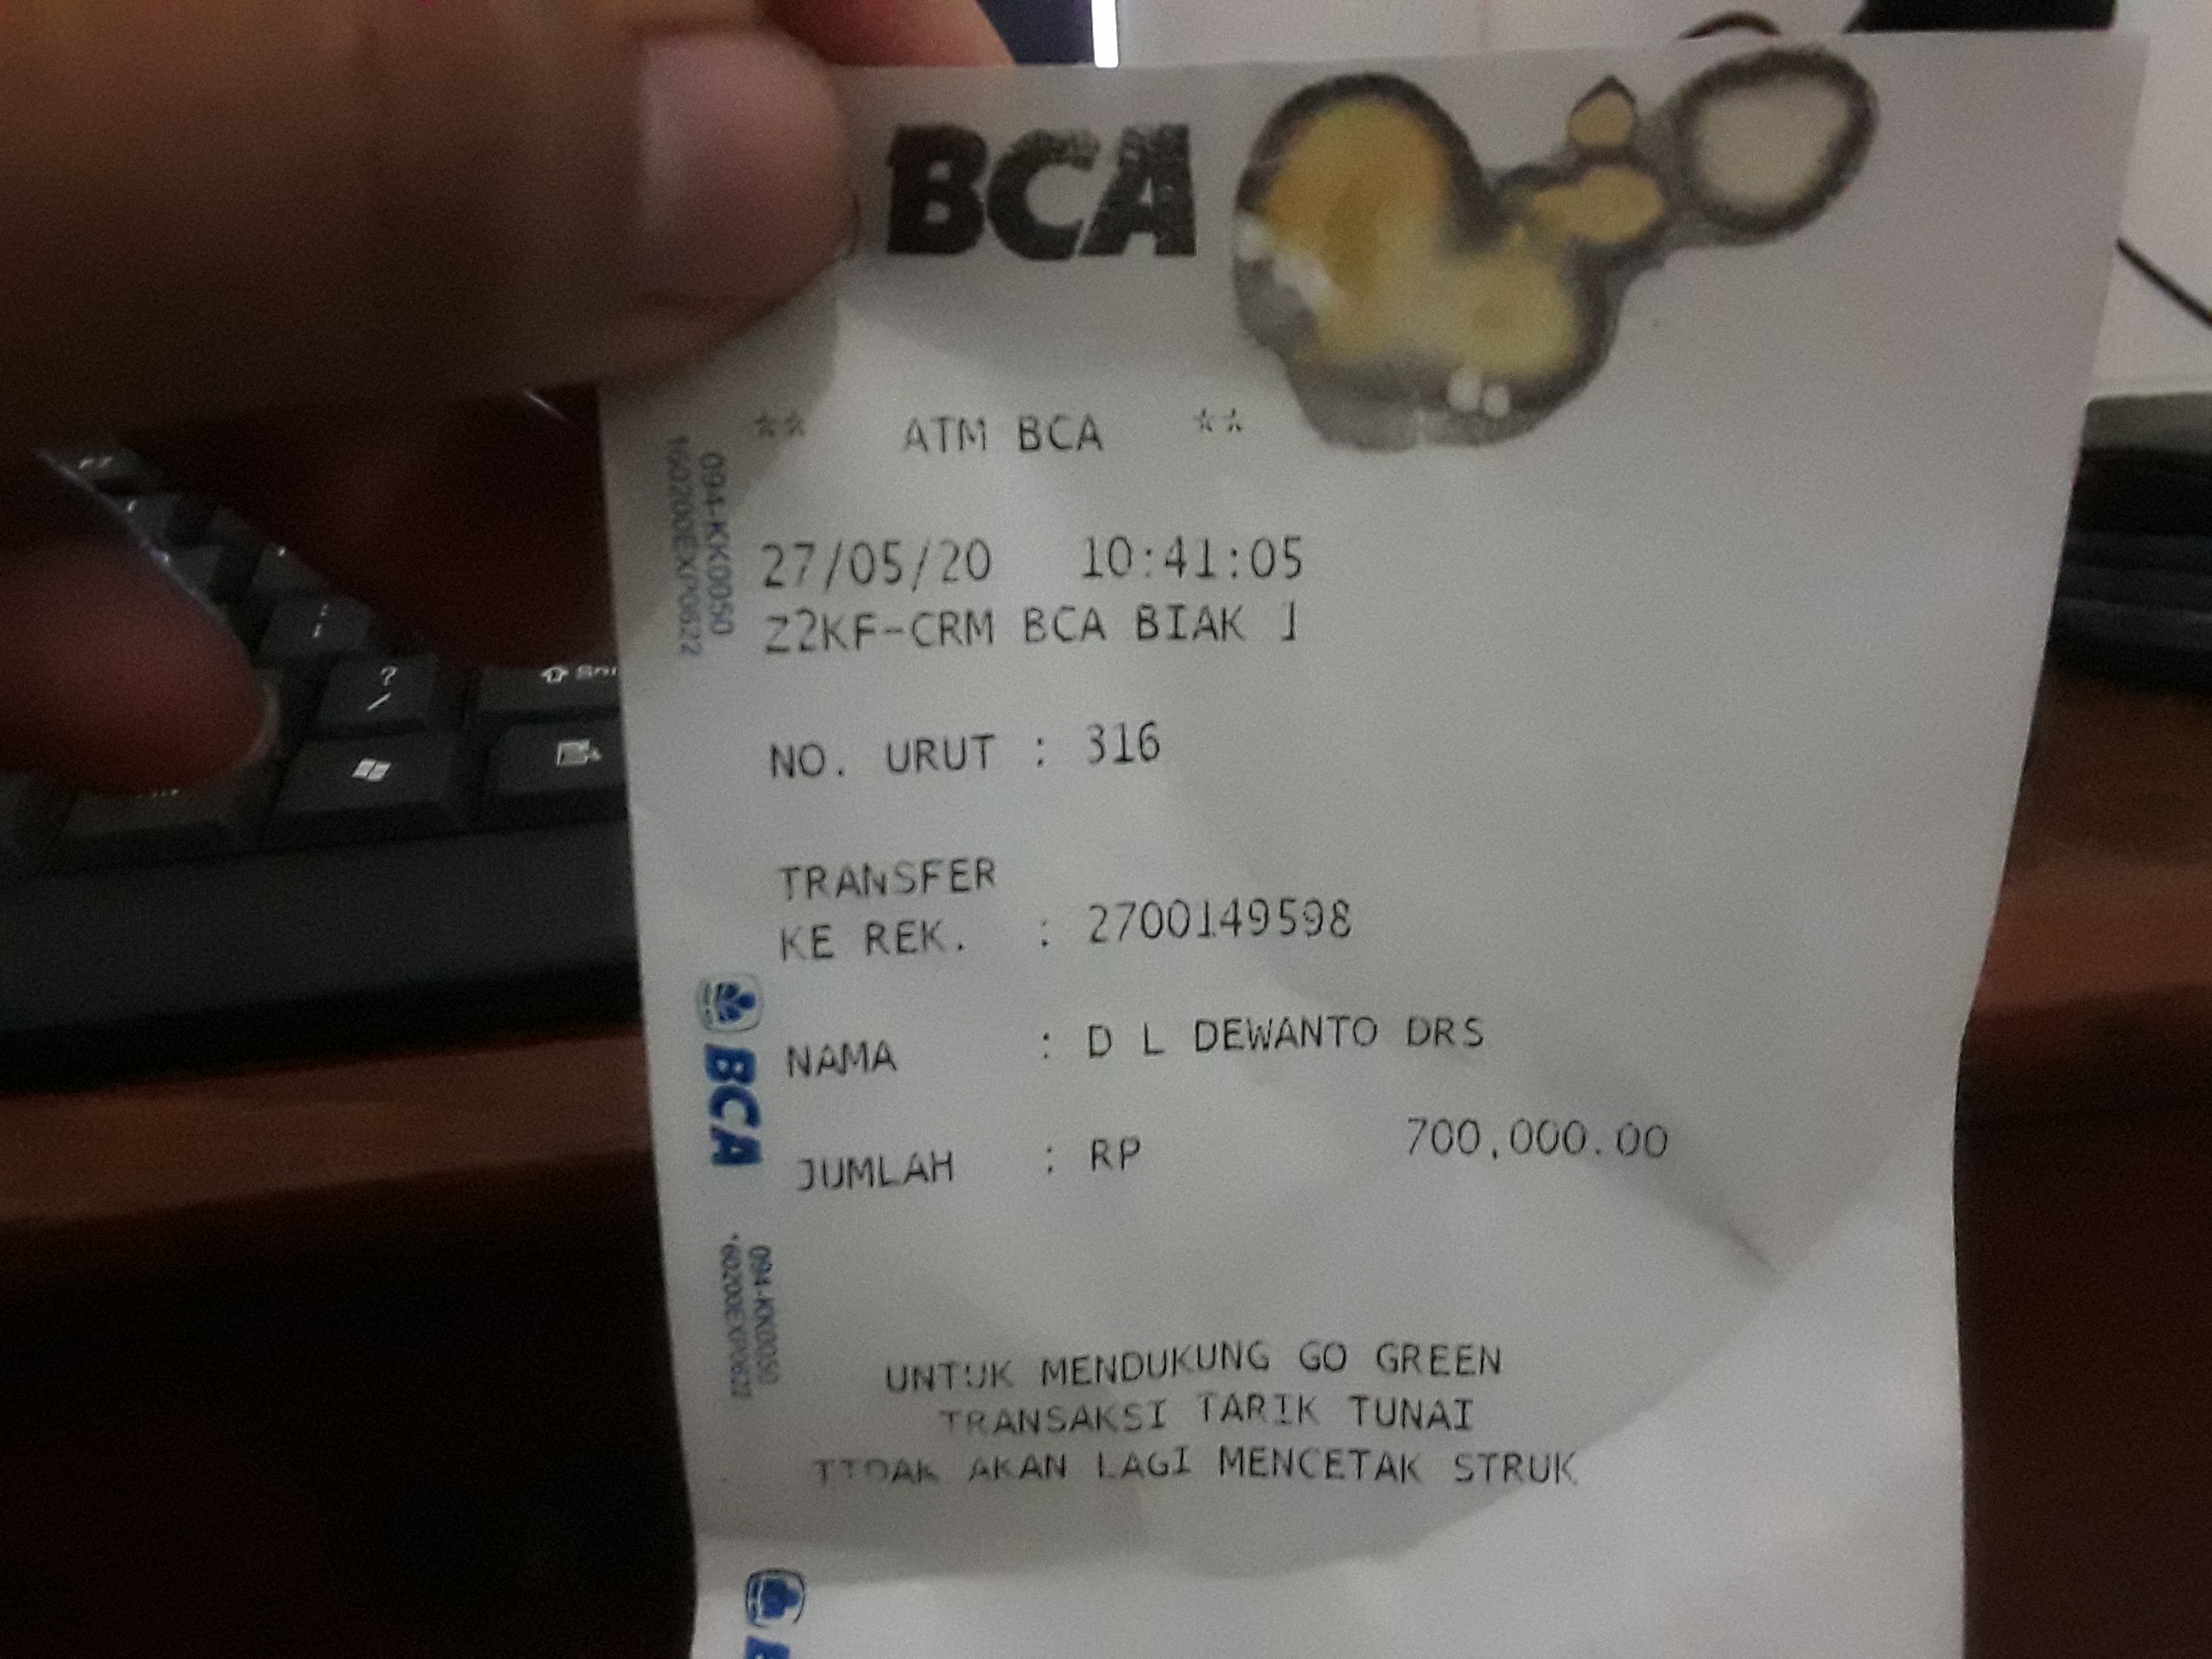 BCA
** ATM BCA **
27/05/20 10:41:05
Z2KF-CRM BCA BIAK 1
NO. URUT : 316
TRANSFER
KE REK. : 2700149598
NAMA : D L DEWANTO DRS
JUMLAH : RP 700,000.00
UNTUK MENDUKUNG GO GREEN
TRANSAKSI TARIK TUNAI
TIDAK AKAN LAGI MENCETAK STRUK
094-KK0050
BCA
094-KK0050
?
/